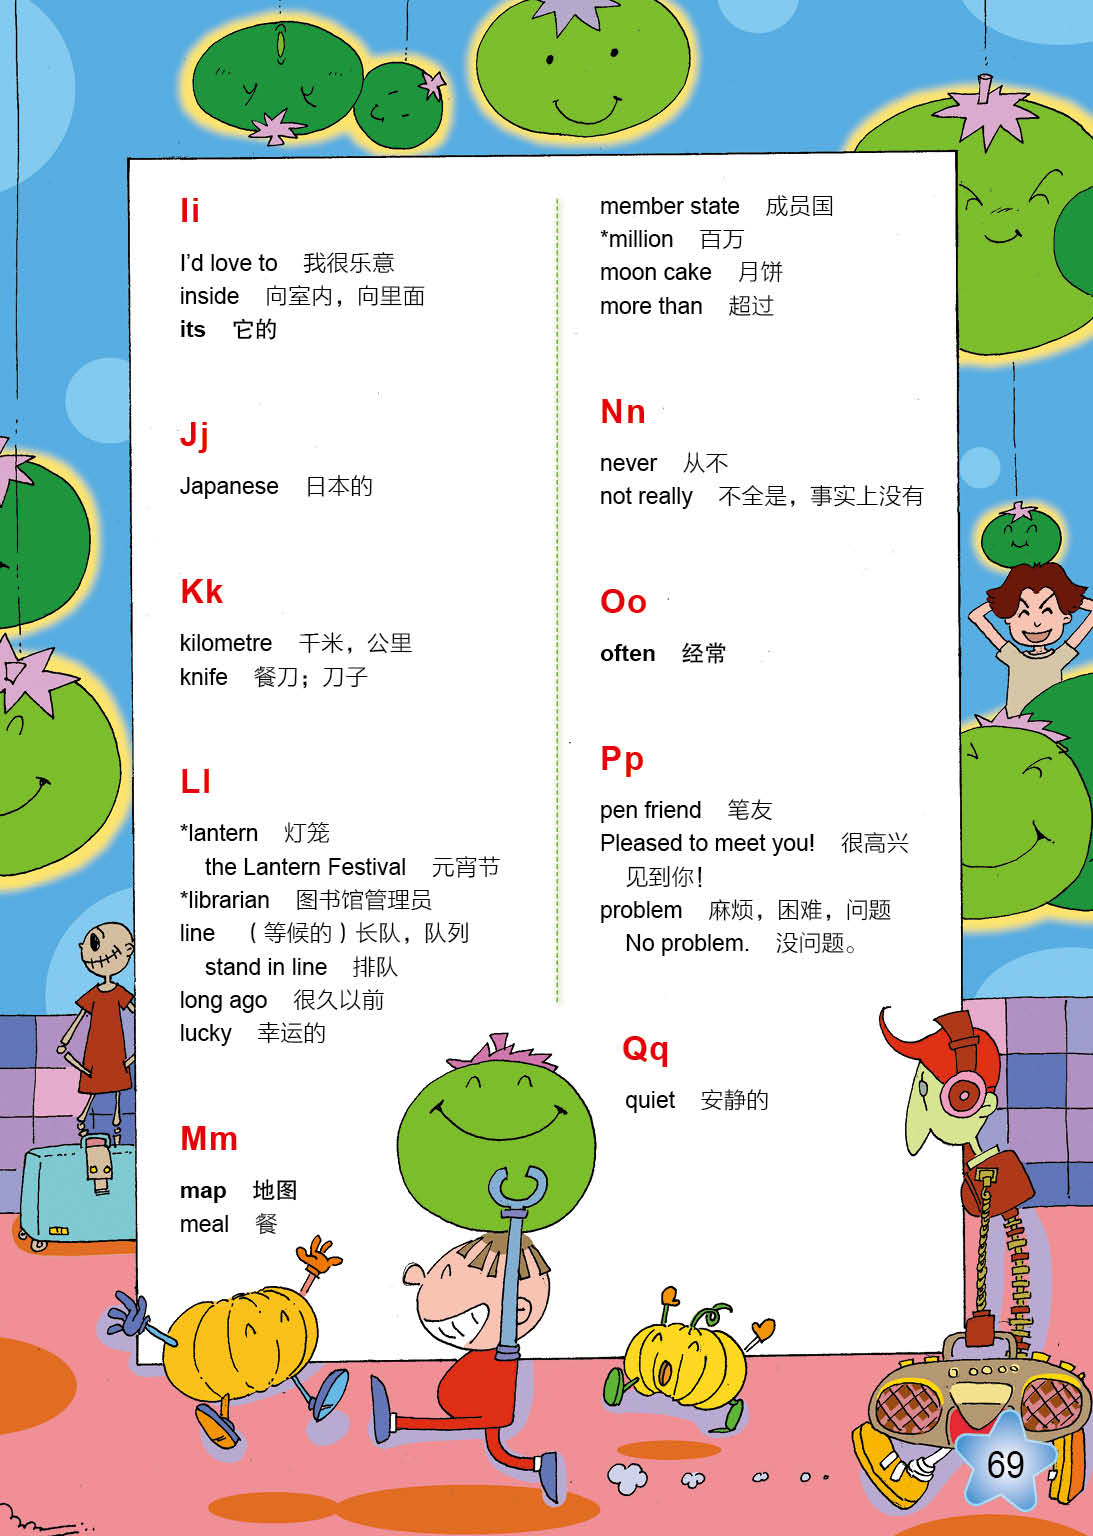 Ii
I’d love to 我很乐意
inside 向室内，向里面
its 它的
Jj
Japanese 日本的
Kk
kilometre 千米，公里
knife 餐刀；刀子
Ll
*lantern 灯笼
the Lantern Festival 元宵节
*librarian 图书馆管理员
line （等候的）长队，队列
stand in line 排队
long ago 很久以前
lucky 幸运的
Mm
map 地图
meal 餐
member state 成员国
*million 百万
moon cake 月饼
more than 超过
Nn
never 从不
not really 不全是，事实上没有
Oo
often 经常
Pp
pen friend 笔友
Pleased to meet you! 很高兴
见到你！
problem 麻烦，困难，问题
No problem. 没问题。
Qq
quiet 安静的
69